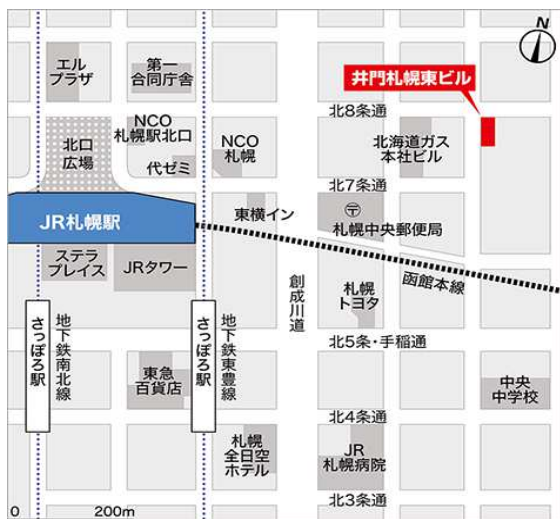 N
エル
プラザ
第一
合同庁舎
井門札幌東ビル
北8条通
NCO
札幌駅北口
北口
広場
代ゼミ
NCO
札幌
北海道ガス
本社ビル
北7条通
JR札幌駅
東横イン
〒
札幌中央郵便局
ステラ
プレイス
JRタワー
函館本線
創成川道
札幌
トヨタ
さっぽろ駅
地下鉄南北線
さっぽろ駅
地下鉄東豊線
北5条・手稲通
東急
百貨店
中央
中学校
北4条通
札幌
全日空
ホテル
JR
札幌病院
北3条通
0 200m